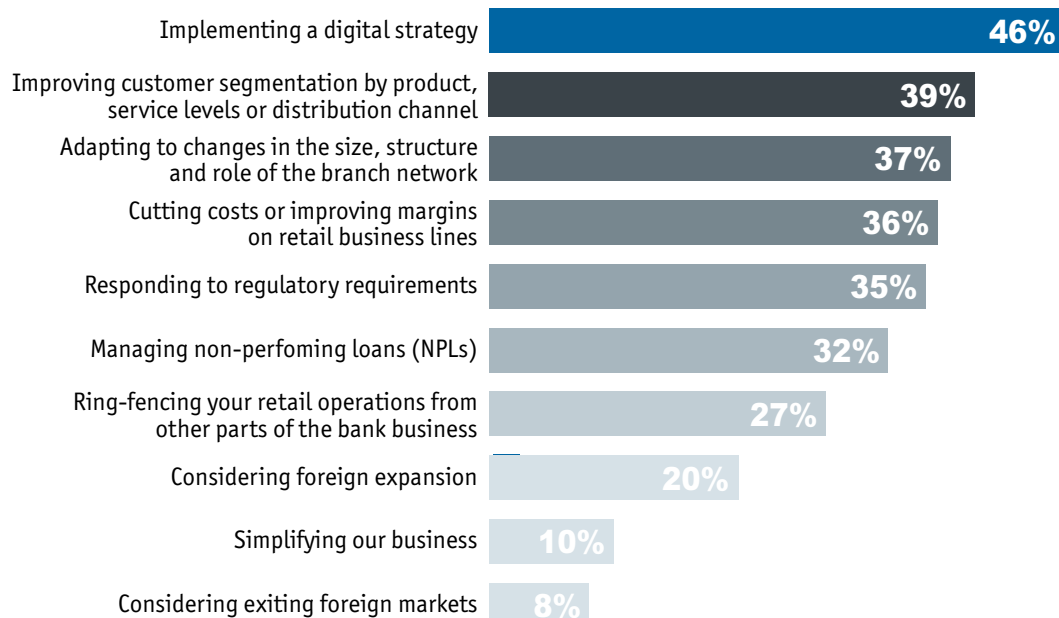 Implementing a digital strategy 46%
Improving customer segmentation by product,
service levels or distribution channel 39%
Adapting to changes in the size, structure
and role of the branch network 37%
Cutting costs or improving margins
on retail business lines 36%
Responding to regulatory requirements 35%
Managing non-perfoming loans (NPLs) 32%
Ring-fencing your retail operations from
other parts of the bank business 27%
Considering foreign expansion 20%
Simplifying our business 10%
Considering exiting foreign markets 8%